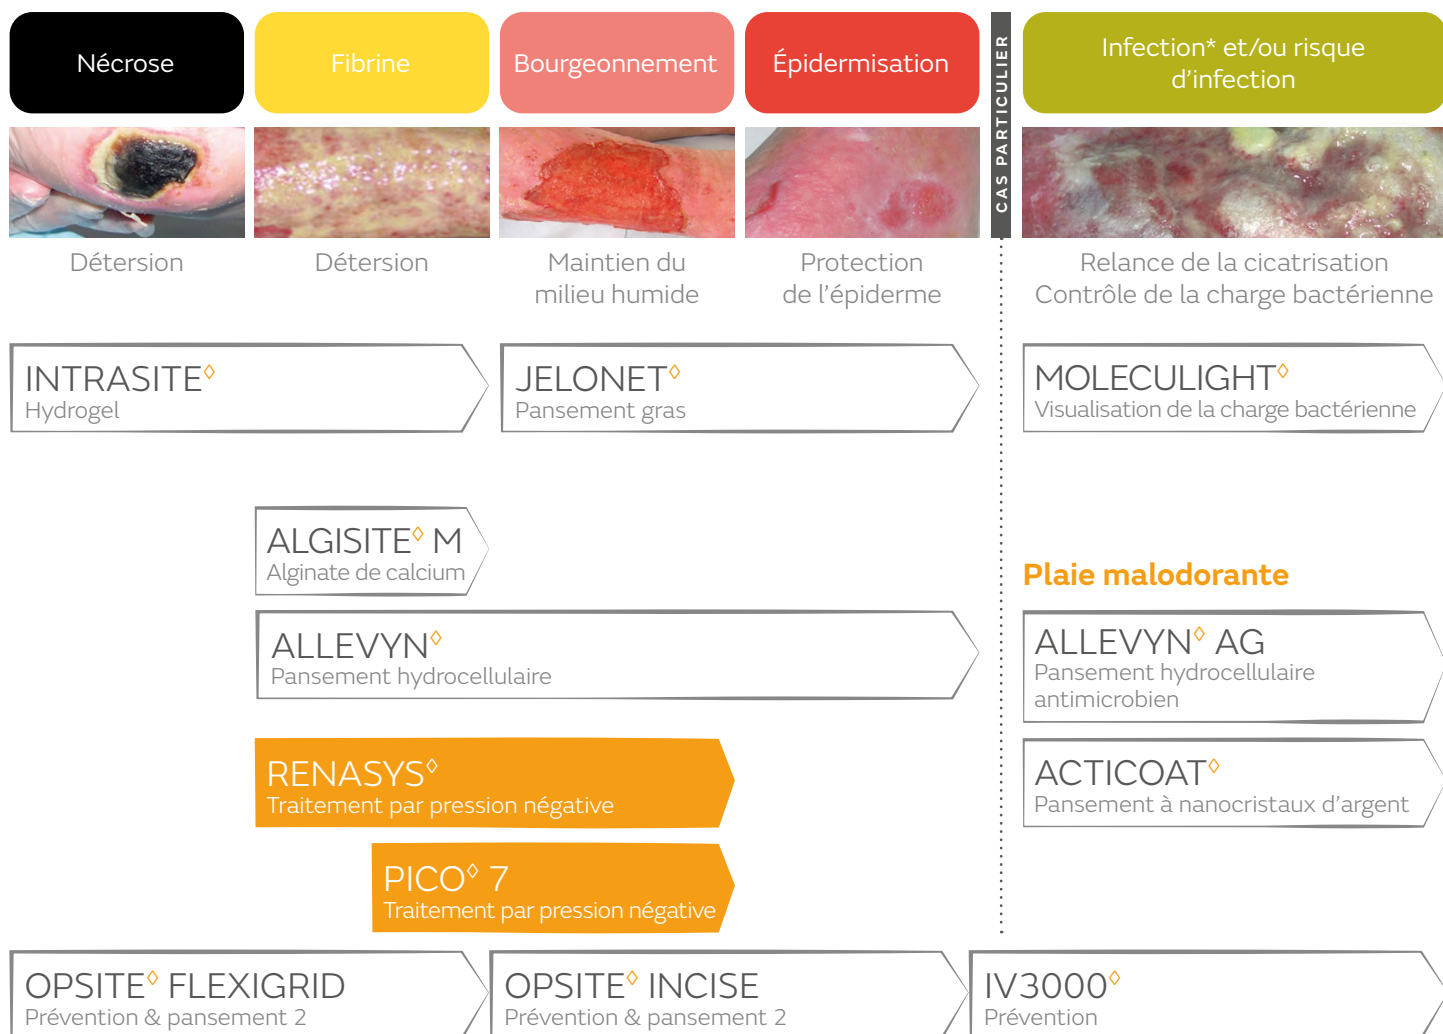 Nécrose
Fibrine
Bourgeonnement
Épidermisation
CAS PARTICULIER
Infection* et/ou risque
d'infection
Détersion
Détersion
Maintien du
milieu humide
Protection
de l'épiderme
Relance de la cicatrisation
Contrôle de la charge bactérienne
INTRASITE◊
Hydrogel
JELONET◊
Pansement gras
MOLECULIGHT◊
Visualisation de la charge bactérienne
ALGISITE◊ M
Alginate de calcium
Plaie malodorante
ALLEVYN◊
Pansement hydrocellulaire
ALLEVYN◊ AG
Pansement hydrocellulaire
antimicrobien
RENASYS◊
Traitement par pression négative
ACTICOAT◊
Pansement à nanocristaux d'argent
PICO◊ 7
Traitement par pression négative
OPSITE◊ FLEXIGRID
Prévention & pansement 2
OPSITE◊ INCISE
Prévention & pansement 2
IV3000◊
Prévention